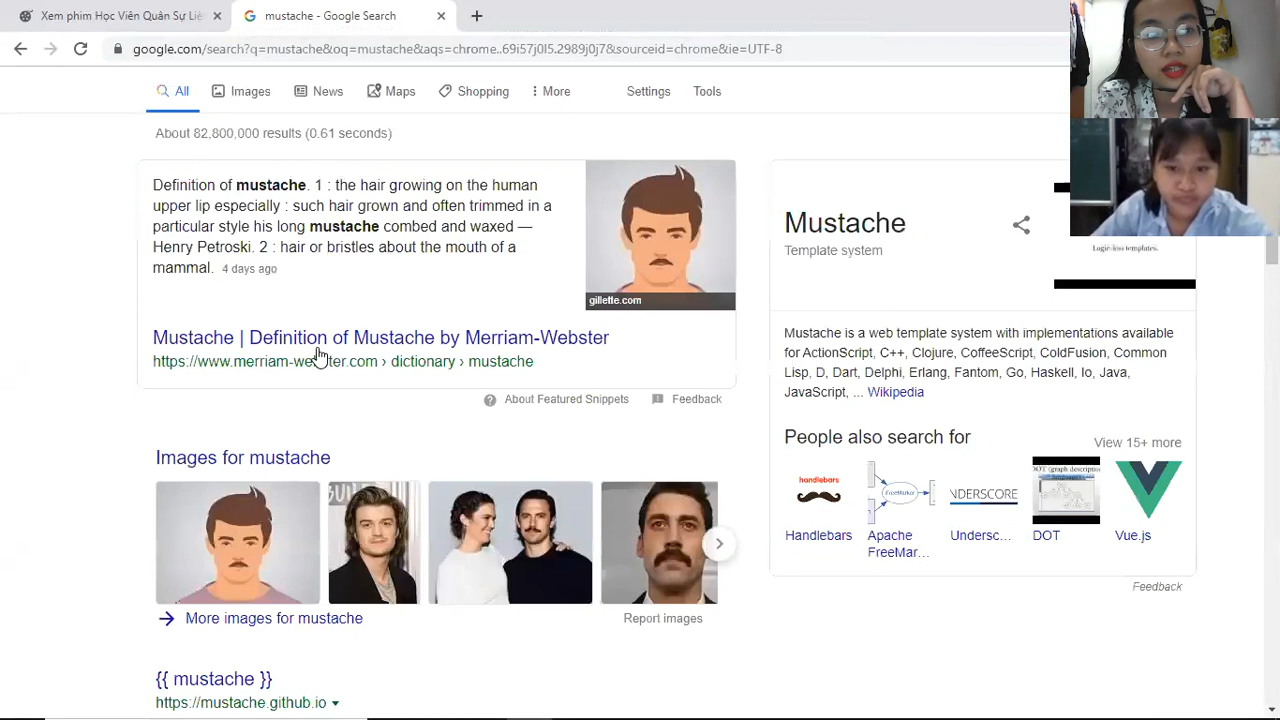 Xem phim Học Viện Quân Sự Liê
mustache - Google Search
google.com/search?q=mustache&oq=mustache&aqs=chrome..69i57j0l5.2989j0j7&sourceid=chrome&ie=UTF-8
All
Images
News
Maps
Shopping
More
Settings
Tools
About 82,800,000 results (0.61 seconds)
Definition of mustache. 1 : the hair growing on the human
upper lip especially : such hair grown and often trimmed in a
particular style his long mustache combed and waxed —
Henry Petroski. 2 : hair or bristles about the mouth of a
mammal. 4 days ago
gillette.com
Mustache | Definition of Mustache by Merriam-Webster
https://www.merriam-webster.com › dictionary › mustache
About Featured Snippets
Feedback
Images for mustache
More images for mustache
Report images
{{ mustache }}
https://mustache.github.io
Mustache
Template system
Logic-less templates.
Mustache is a web template system with implementations available
for ActionScript, C++, Clojure, CoffeeScript, ColdFusion, Common
Lisp, D, Dart, Delphi, Erlang, Fantom, Go, Haskell, Io, Java,
JavaScript, ... Wikipedia
People also search for
View 15+ more
handlebars
FreeMarker
NDERSCORE
DOT (graph descriptio
Handlebars
Apache
FreeMar...
Undersc...
DOT
Vue.js
Feedback